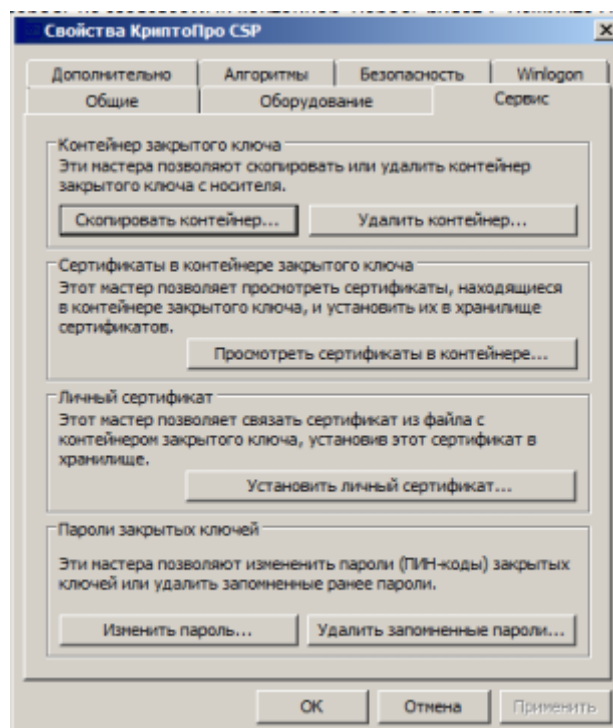 Свойства КриптоПро CSP
Дополнительно Алгоритмы Безопасность Winlogon
Общие Оборудование Сервис
Контейнер закрытого ключа
Эти мастера позволяют скопировать или удалить контейнер
закрытого ключа с носителя.
Скопировать контейнер... Удалить контейнер...
Сертификаты в контейнере закрытого ключа
Этот мастер позволяет просмотреть сертификаты, находящиеся
в контейнере закрытого ключа, и установить их в хранилище
сертификатов.
Просмотреть сертификаты в контейнере...
Личный сертификат
Этот мастер позволяет связать сертификат из файла с
контейнером закрытого ключа, установив этот сертификат в
хранилище.
Установить личный сертификат...
Пароли закрытых ключей
Эти мастера позволяют измененить пароли (ПИН-коды) закрытых
ключей или удалить запомненные ранее пароли.
Изменить пароль... Удалить запомненные пароли...
ОК Отмена Применить